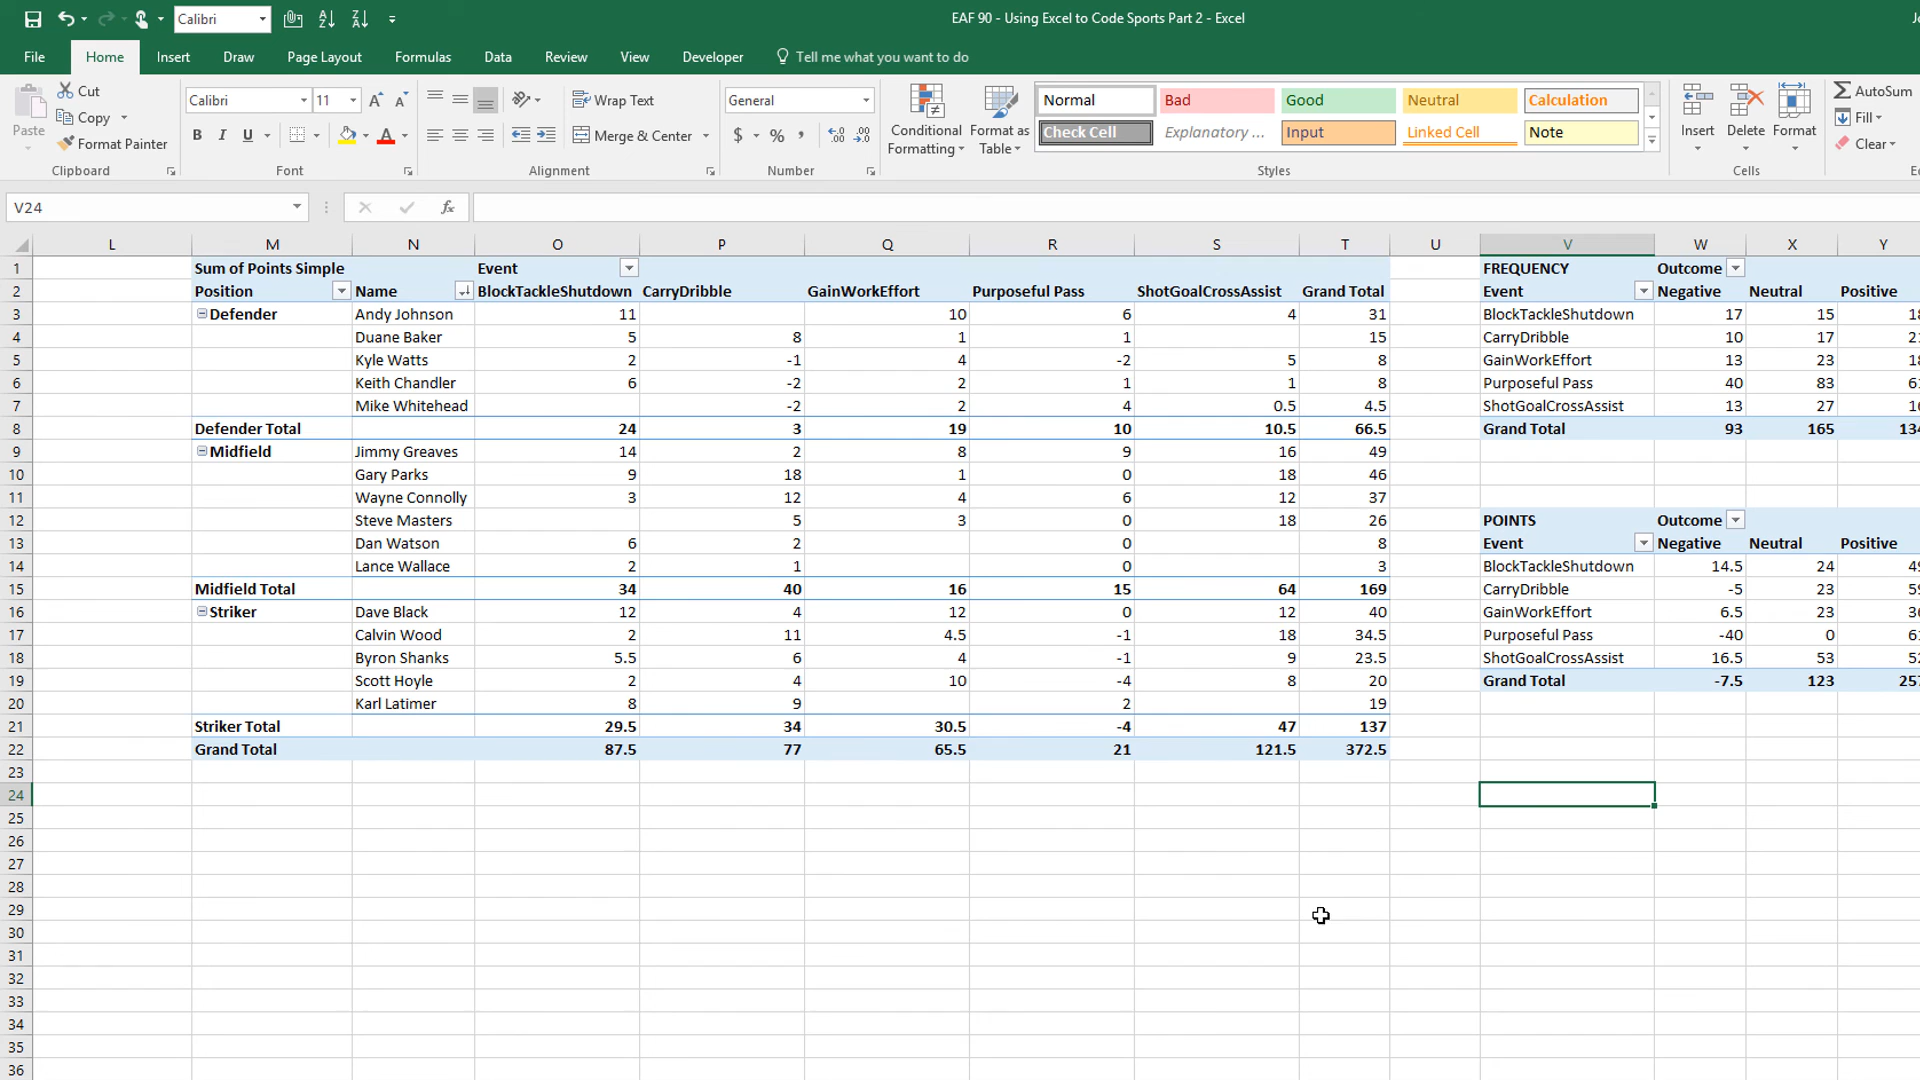 Calibri
EAF 90 - Using Excel to Code Sports Part 2 - Excel
File Home Insert Draw Page Layout Formulas Data Review View Developer Tell me what you want to do
Paste
Cut
Copy
Format Painter
Clipboard
Calibri 11
B I U
Font
Wrap Text
Merge & Center
Alignment
General
$ % ,
Number
Conditional Formatting
Format as Table
Normal Bad Good Neutral Calculation
Check Cell Explanatory ... Input Linked Cell Note
Styles
Insert Delete Format
Cells
AutoSum
Fill
Clear
V24 fx
L M N O P Q R S T U V W X Y
1 Sum of Points Simple Event FREQUENCY Outcome
2 Position Name BlockTackleShutdown CarryDribble GainWorkEffort Purposeful Pass ShotGoalCrossAssist Grand Total Event Negative Neutral Positive
3 Defender Andy Johnson 11 10 6 4 31 BlockTackleShutdown 17 15
4 Duane Baker 5 8 1 1 15 CarryDribble 10 17
5 Kyle Watts 2 -1 4 -2 5 8 GainWorkEffort 13 23
6 Keith Chandler 6 -2 2 1 1 8 Purposeful Pass 40 83
7 Mike Whitehead -2 2 4 0.5 4.5 ShotGoalCrossAssist 13 27
8 Defender Total 24 3 19 10 10.5 66.5 Grand Total 93 165
9 Midfield Jimmy Greaves 14 2 8 9 16 49
10 Gary Parks 9 18 1 0 18 46
11 Wayne Connolly 3 12 4 6 12 37
12 Steve Masters 5 3 0 18 26 POINTS Outcome
13 Dan Watson 6 2 0 8 Event Negative Neutral Positive
14 Lance Wallace 2 1 0 3 BlockTackleShutdown 14.5 24
15 Midfield Total 34 40 16 15 64 169 CarryDribble -5 23
16 Striker Dave Black 12 4 12 0 12 40 GainWorkEffort 6.5 23
17 Calvin Wood 2 11 4.5 -1 18 34.5 Purposeful Pass -40 0
18 Byron Shanks 5.5 6 4 -1 9 23.5 ShotGoalCrossAssist 16.5 53
19 Scott Hoyle 2 4 10 -4 8 20 Grand Total -7.5 123
20 Karl Latimer 8 9 2 19
21 Striker Total 29.5 34 30.5 -4 47 137
22 Grand Total 87.5 77 65.5 21 121.5 372.5
23
24
25
26
27
28
29
30
31
32
33
34
35
36